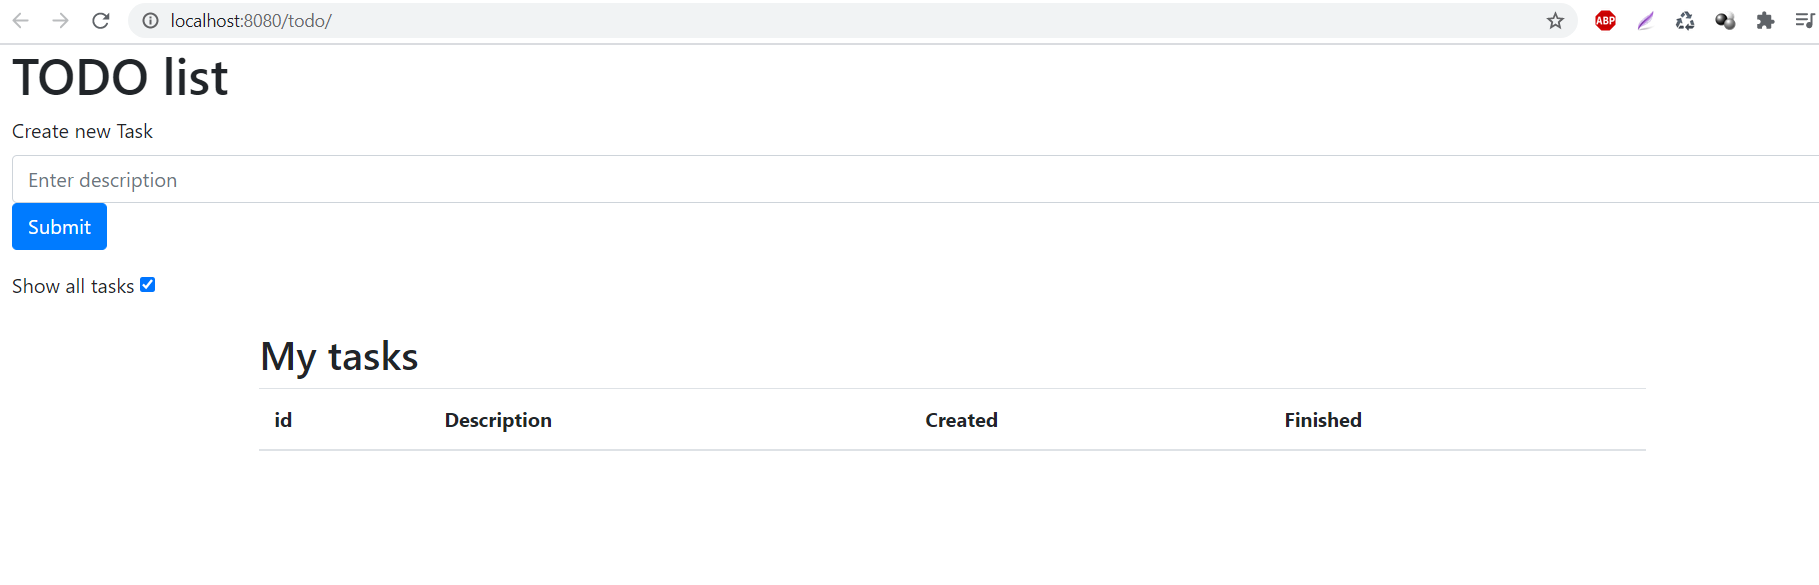 localhost:8080/todo/
ABP
TODO list
Create new Task
Enter description
Submit
Show all tasks
My tasks
id Description Created Finished